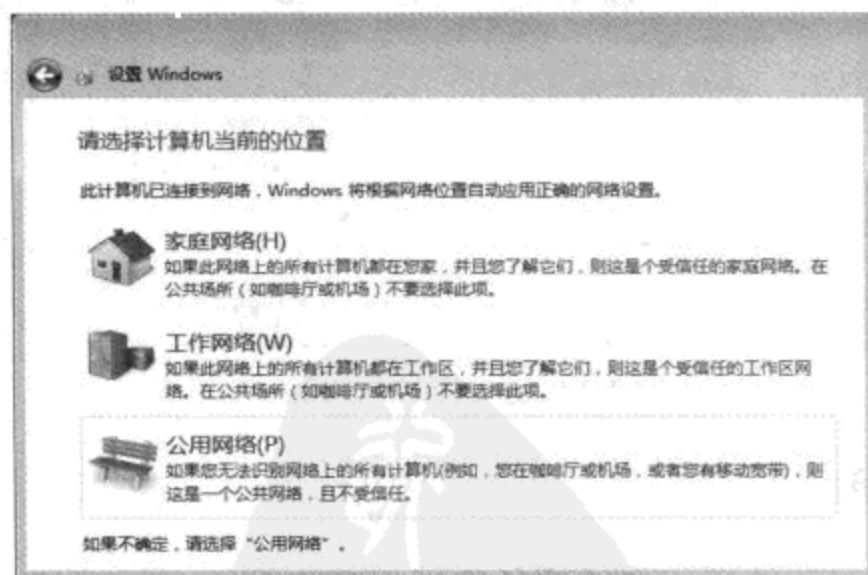 设置 Windows
请选择计算机当前的位置
此计算机已连接到网络，Windows 将根据网络位置自动应用正确的网络设置。
家庭网络(H)
如果此网络上的所有计算机都在您家，并且您了解它们，则这是个受信任的家庭网络。在
公共场所（如咖啡厅或机场）不要选择此项。
工作网络(W)
如果此网络上的所有计算机都在工作区，并且您了解它们，则这是个受信任的工作区网
络。在公共场所（如咖啡厅或机场）不要选择此项。
公用网络(P)
如果您无法识别网络上的所有计算机(例如，您在咖啡厅或机场，或者您有移动宽带)，则
这是一个公共网络，且不受信任。
如果不确定，请选择“公用网络”。